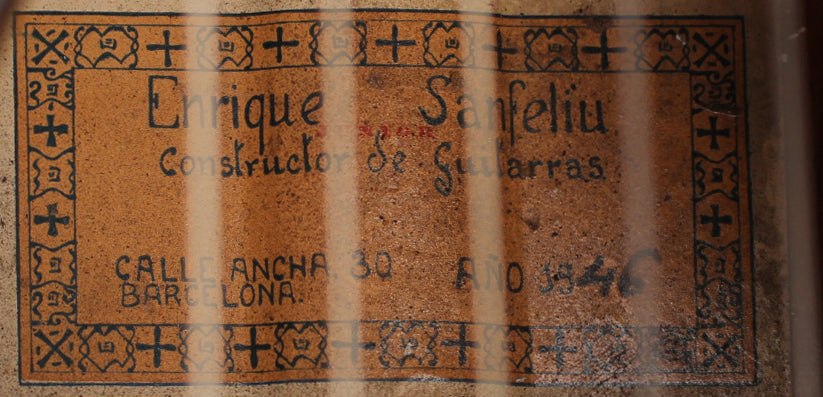 Enrique Sanfeliu
Constructor de Guitarras
CALLE ANCHA, 30 AÑO 1946
BARCELONA.